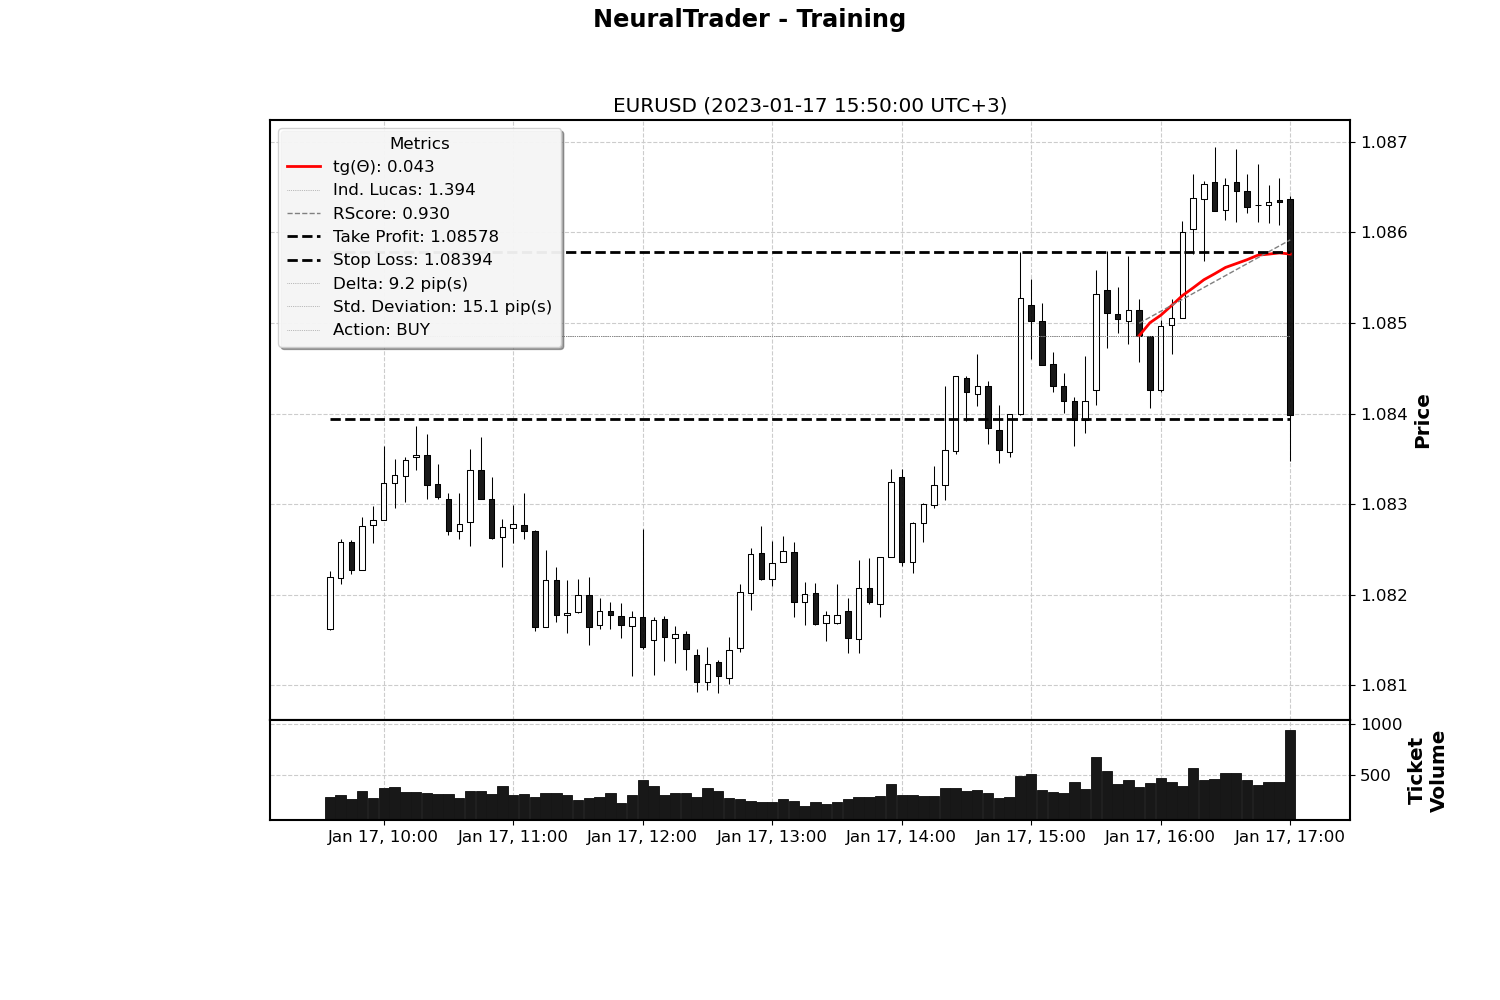 NeuralTrader - Training
EURUSD (2023-01-17 15:50:00 UTC+3)
Metrics
tg(Θ): 0.043
Ind. Lucas: 1.394
RScore: 0.930
Take Profit: 1.08578
Stop Loss: 1.08394
Delta: 9.2 pip(s)
Std. Deviation: 15.1 pip(s)
Action: BUY
1.087
1.086
1.085
1.084
1.083
1.082
1.081
Price
1000
500
Ticket
Volume
Jan 17, 10:00 Jan 17, 11:00 Jan 17, 12:00 Jan 17, 13:00 Jan 17, 14:00 Jan 17, 15:00 Jan 17, 16:00 Jan 17, 17:00